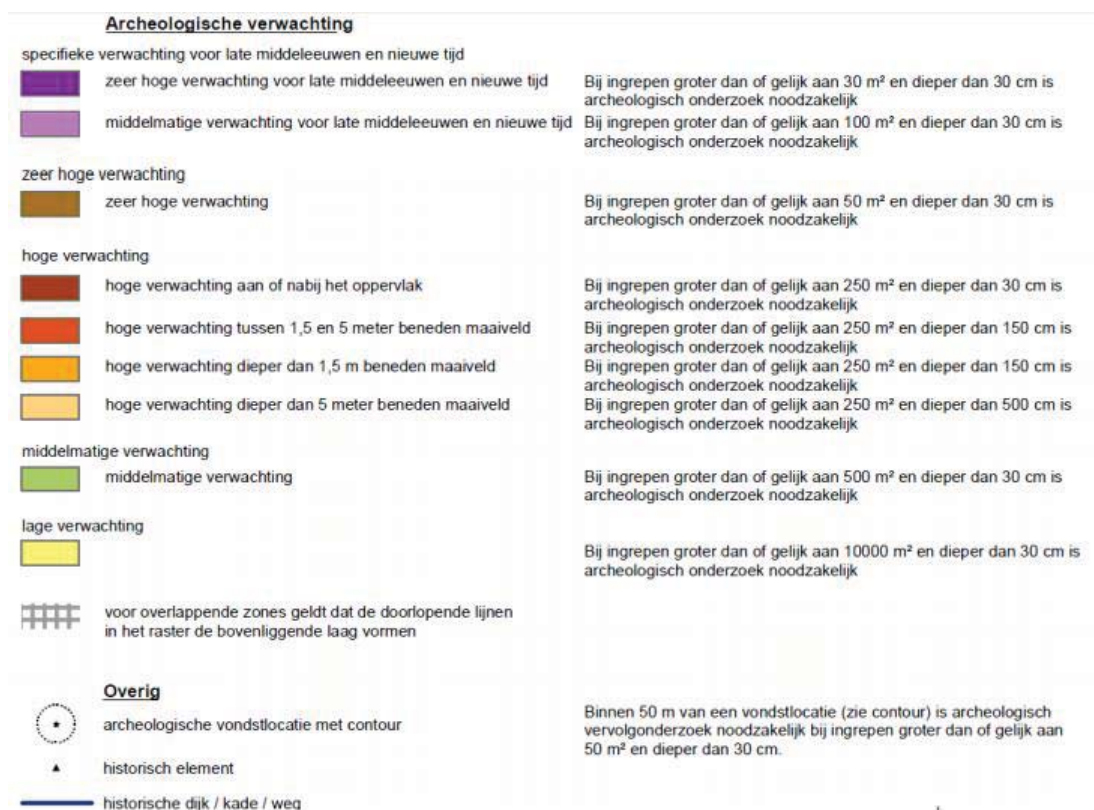 Archeologische verwachting
specifieke verwachting voor late middeleeuwen en nieuwe tijd
zeer hoge verwachting voor late middeleeuwen en nieuwe tijd
Bij ingrepen groter dan of gelijk aan 30 m² en dieper dan 30 cm is
archeologisch onderzoek noodzakelijk
middelmatige verwachting voor late middeleeuwen en nieuwe tijd
Bij ingrepen groter dan of gelijk aan 100 m² en dieper dan 30 cm is
archeologisch onderzoek noodzakelijk
zeer hoge verwachting
zeer hoge verwachting
Bij ingrepen groter dan of gelijk aan 50 m² en dieper dan 30 cm is
archeologisch onderzoek noodzakelijk
hoge verwachting
hoge verwachting aan of nabij het oppervlak
Bij ingrepen groter dan of gelijk aan 250 m² en dieper dan 30 cm is
archeologisch onderzoek noodzakelijk
hoge verwachting tussen 1,5 en 5 meter beneden maaiveld
Bij ingrepen groter dan of gelijk aan 250 m² en dieper dan 150 cm is
archeologisch onderzoek noodzakelijk
hoge verwachting dieper dan 1,5 m beneden maaiveld
Bij ingrepen groter dan of gelijk aan 250 m² en dieper dan 150 cm is
archeologisch onderzoek noodzakelijk
hoge verwachting dieper dan 5 meter beneden maaiveld
Bij ingrepen groter dan of gelijk aan 250 m² en dieper dan 500 cm is
archeologisch onderzoek noodzakelijk
middelmatige verwachting
middelmatige verwachting
Bij ingrepen groter dan of gelijk aan 500 m² en dieper dan 30 cm is
archeologisch onderzoek noodzakelijk
lage verwachting
Bij ingrepen groter dan of gelijk aan 10000 m² en dieper dan 30 cm is
archeologisch onderzoek noodzakelijk
voor overlappende zones geldt dat de doorlopende lijnen
in het raster de bovenliggende laag vormen
Overig
archeologische vondstlocatie met contour
Binnen 50 m van een vondstlocatie (zie contour) is archeologisch
vervolgonderzoek noodzakelijk bij ingrepen groter dan of gelijk aan
50 m² en dieper dan 30 cm.
historisch element
historische dijk / kade / weg